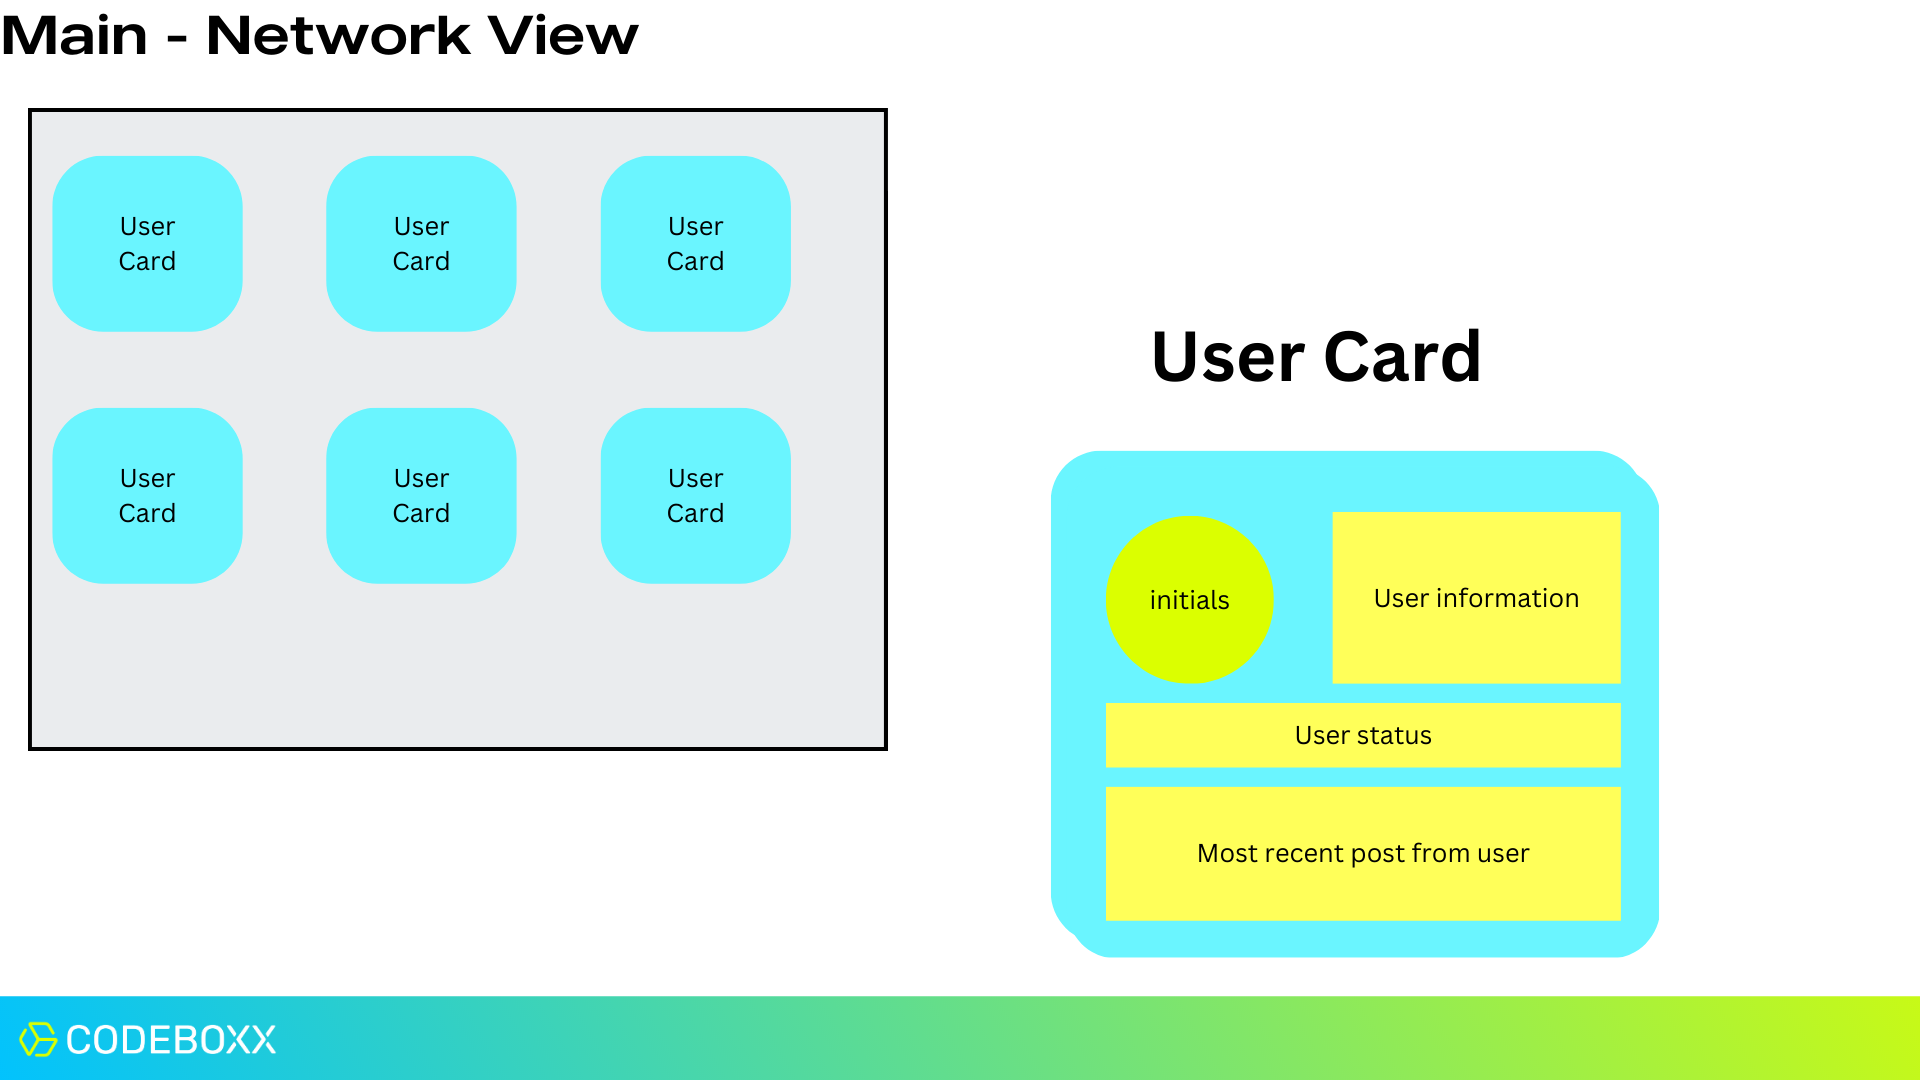 Main - Network View
User
Card
User
Card
User
Card
User
Card
User
Card
User
Card
User Card
initials
User information
User status
Most recent post from user
CODEBOXX